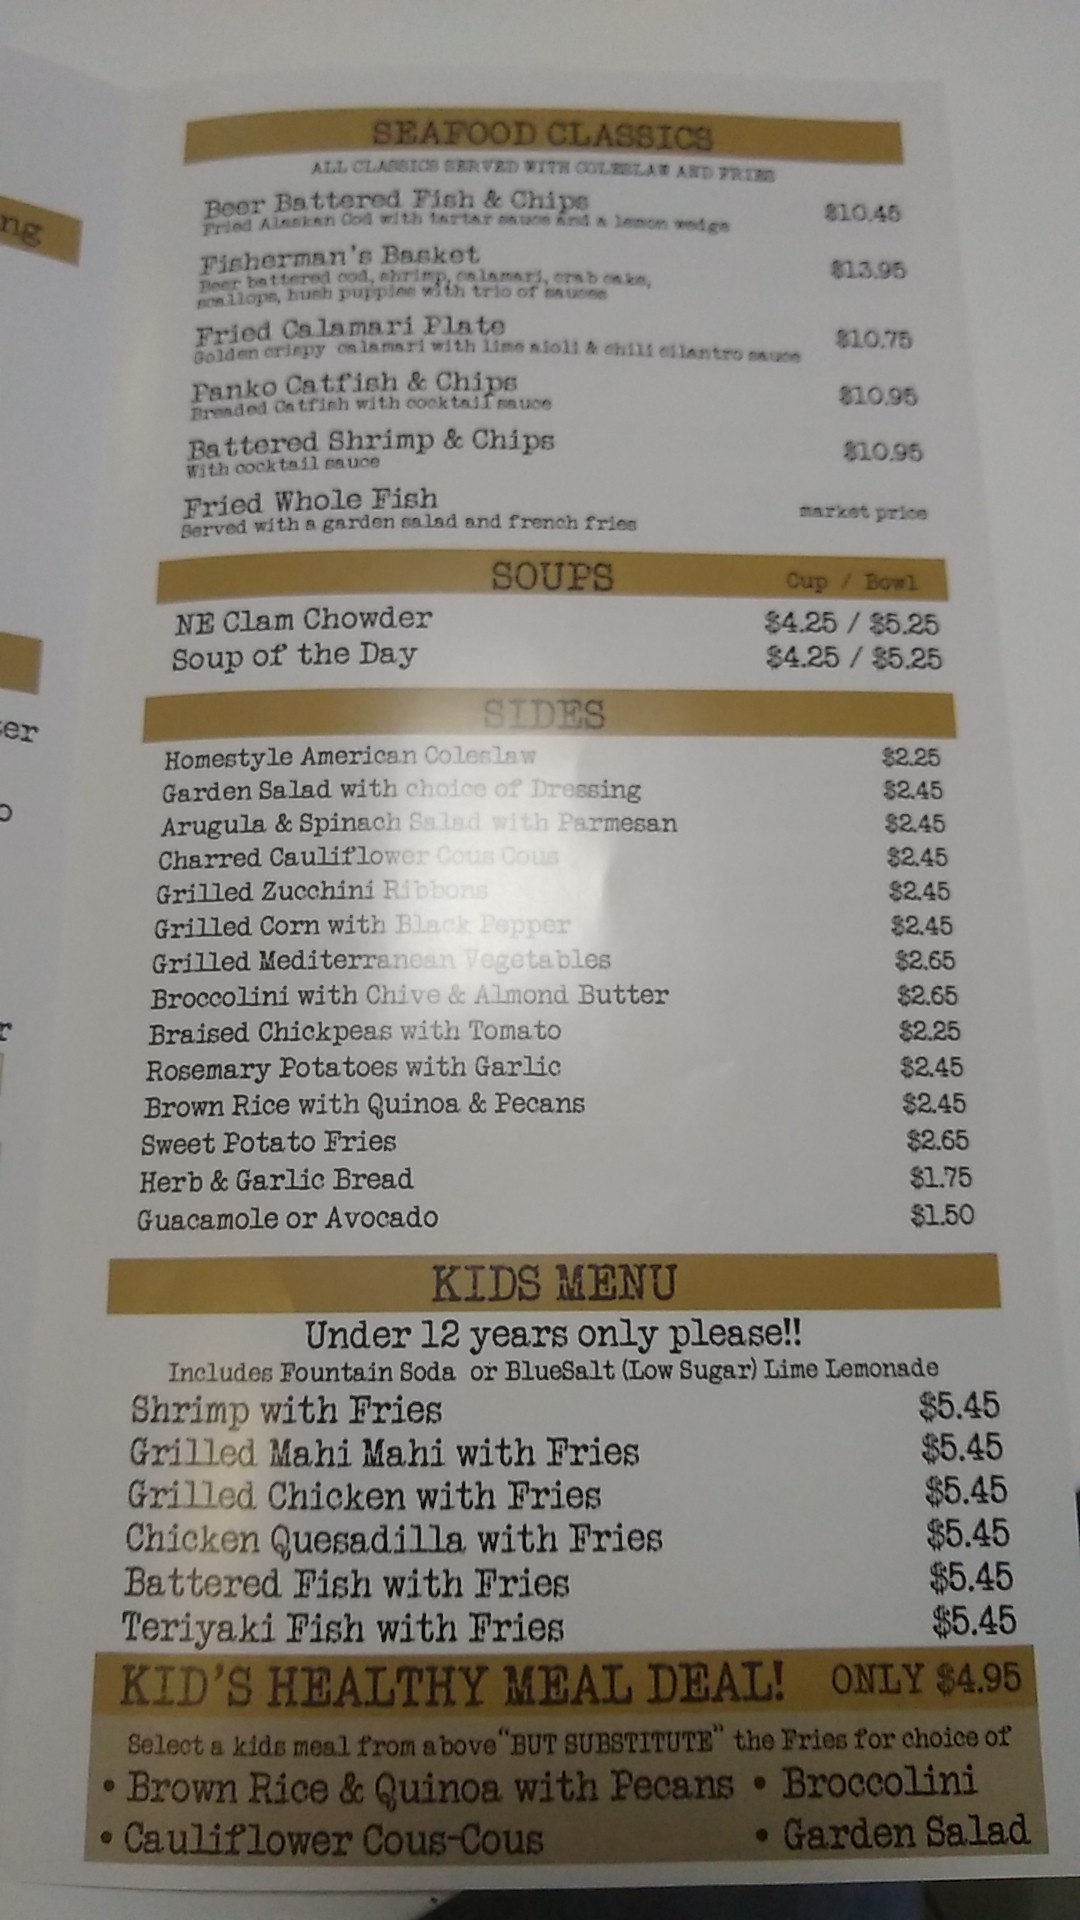 ng
er
SEAFOOD CLASSICS
ALL CLASSICS SERVED WITH COLESLAW AND FRIES
Beer Battered Fish & Chips $10.45
Fried Alaskan Cod with tartar sauce and a lemon wedge
Fisherman's Basket $13.95
Beer battered cod, shrimp, calamari, crab cake,
scallops, hush puppies with trio of sauces
Fried Calamari Plate $10.75
Golden crispy calamari with lime aioli & chili cilantro sauce
Panko Catfish & Chips $10.95
Breaded Catfish with cocktail sauce
Battered Shrimp & Chips $10.95
With cocktail sauce
Fried Whole Fish market price
Served with a garden salad and french fries
SOUPS Cup / Bowl
NE Clam Chowder $4.25 / $5.25
Soup of the Day $4.25 / $5.25
SIDES
Homestyle American Coleslaw $2.25
Garden Salad with choice of Dressing $2.45
Arugula & Spinach Salad with Parmesan $2.45
Charred Cauliflower Cous Cous $2.45
Grilled Zucchini Ribbons $2.45
Grilled Corn with Black Pepper $2.45
Grilled Mediterranean Vegetables $2.65
Broccolini with Chive & Almond Butter $2.65
Braised Chickpeas with Tomato $2.25
Rosemary Potatoes with Garlic $2.45
Brown Rice with Quinoa & Pecans $2.45
Sweet Potato Fries $2.65
Herb & Garlic Bread $1.75
Guacamole or Avocado $1.50
KIDS MENU
Under 12 years only please!!
Includes Fountain Soda or BlueSalt (Low Sugar) Lime Lemonade
Shrimp with Fries $5.45
Grilled Mahi Mahi with Fries $5.45
Grilled Chicken with Fries $5.45
Chicken Quesadilla with Fries $5.45
Battered Fish with Fries $5.45
Teriyaki Fish with Fries $5.45
KID'S HEALTHY MEAL DEAL! ONLY $4.95
Select a kids meal from above "BUT SUBSTITUTE" the Fries for choice of
• Brown Rice & Quinoa with Pecans • Broccolini
• Cauliflower Cous-Cous • Garden Salad